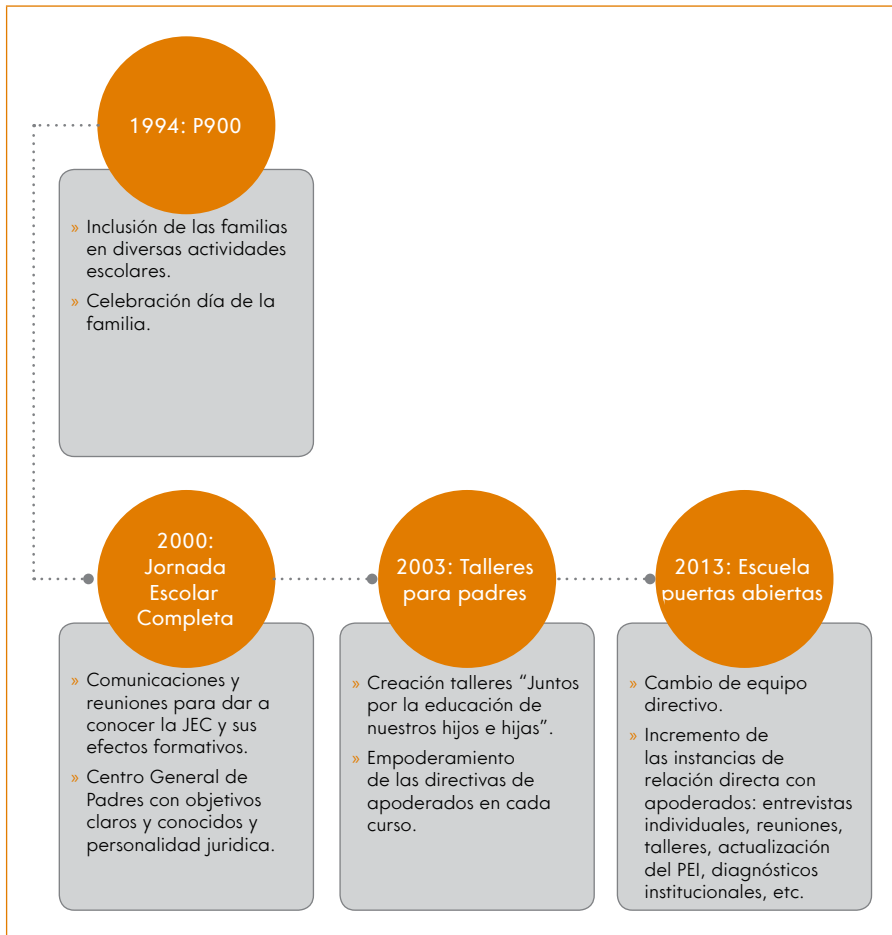 1994: P900
» Inclusión de las familias
en diversas actividades
escolares.
» Celebración día de la
familia.
2000:
Jornada
Escolar
Completa
» Comunicaciones y
reuniones para dar a
conocer la JEC y sus
efectos formativos.
» Centro General de
Padres con objetivos
claros y conocidos y
personalidad juridica.
2003: Talleres
para padres
» Creación talleres “Juntos
por la educación de
nuestros hijos e hijas”.
» Empoderamiento
de las directivas de
apoderados en cada
curso.
2013: Escuela
puertas abiertas
» Cambio de equipo
directivo.
» Incremento de
las instancias de
relación directa con
apoderados: entrevistas
individuales, reuniones,
talleres, actualización
del PEI, diagnósticos
institucionales, etc.